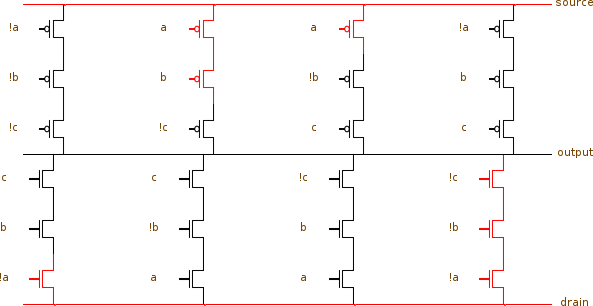 source
!a a a !a
!b b !b b
!c !c c c
output
c c !c !c
b !b b !b
!a a a !a
drain